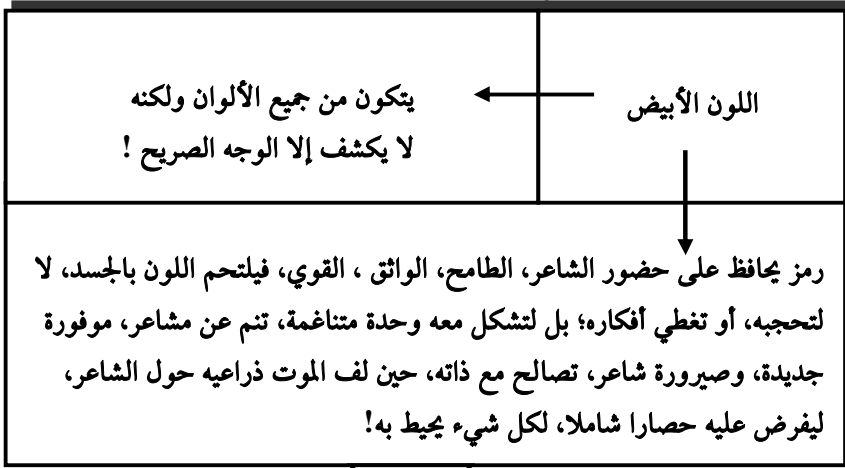 اللون الأبيض
يتكون من جميع الألوان ولكنه
لا يكشف إلا الوجه الصريح !
رمز يحافظ على حضور الشاعر، الطامح، الواثق ، القوي، فيلتحم اللون بالجسد، لا
لتحجبه، أو تغطي أفكاره؛ بل لتشكل معه وحدة متناغمة، تنم عن مشاعر، موفورة
جديدة، وصيرورة شاعر، تصالح مع ذاته، حين لف الموت ذراعيه حول الشاعر،
ليفرض عليه حصارا شاملا، لكل شيء يحيط به!